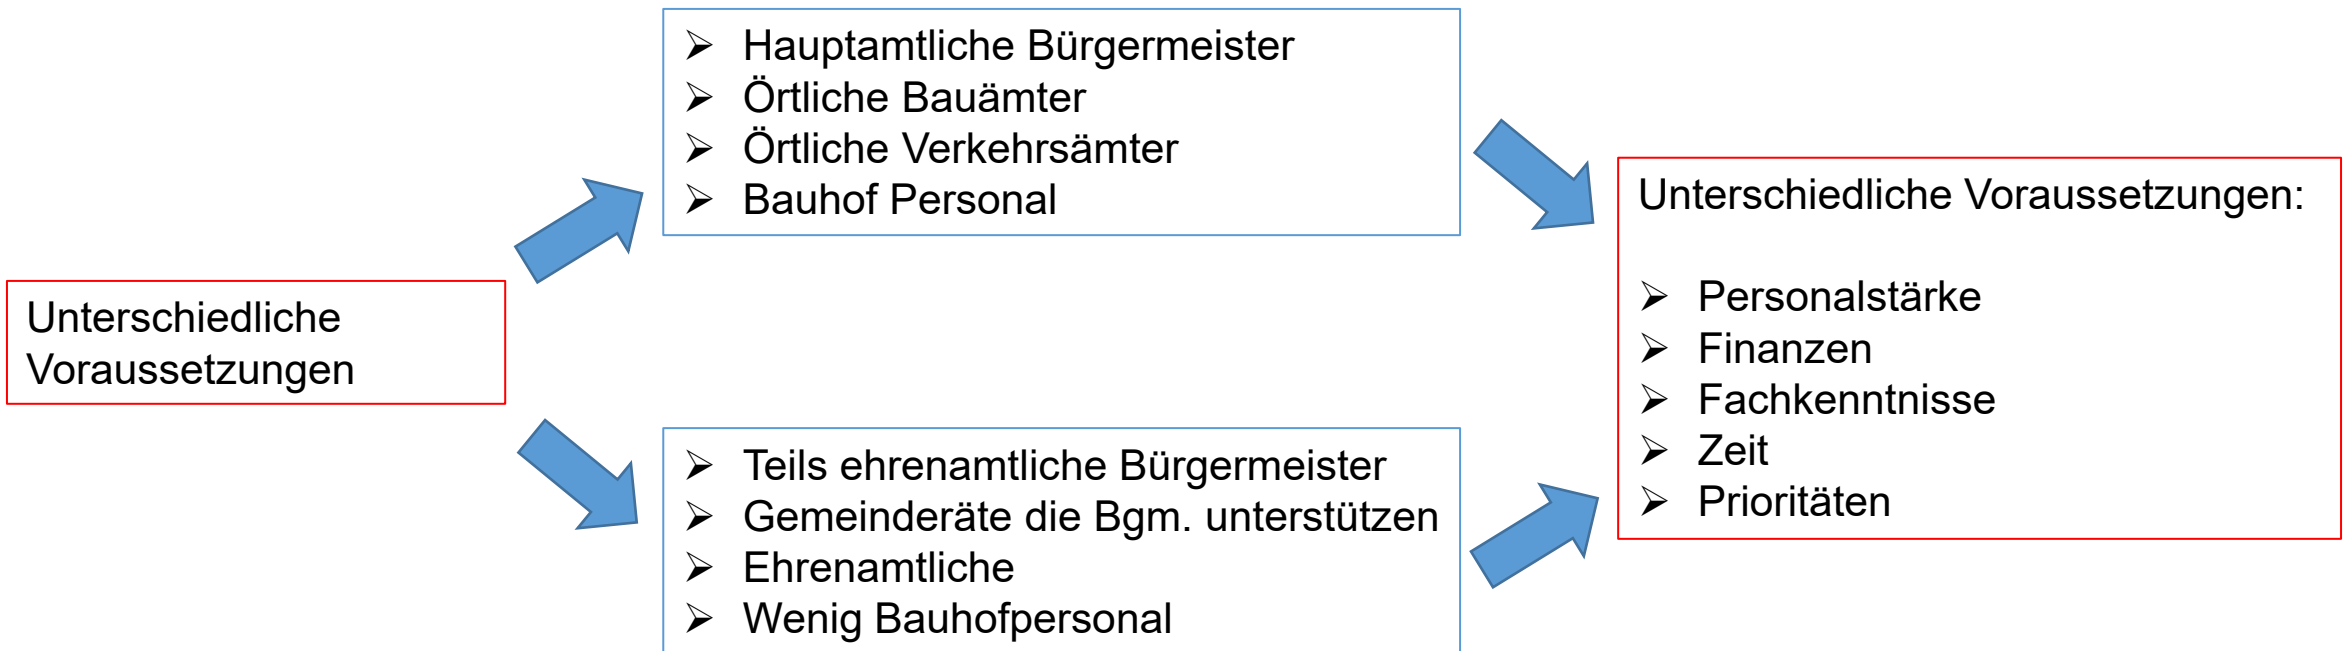 Unterschiedliche
Voraussetzungen
➢ Hauptamtliche Bürgermeister
➢ Örtliche Bauämter
➢ Örtliche Verkehrsämter
➢ Bauhof Personal
➢ Teils ehrenamtliche Bürgermeister
➢ Gemeinderäte die Bgm. unterstützen
➢ Ehrenamtliche
➢ Wenig Bauhofpersonal
Unterschiedliche Voraussetzungen:
➢ Personalstärke
➢ Finanzen
➢ Fachkenntnisse
➢ Zeit
➢ Prioritäten